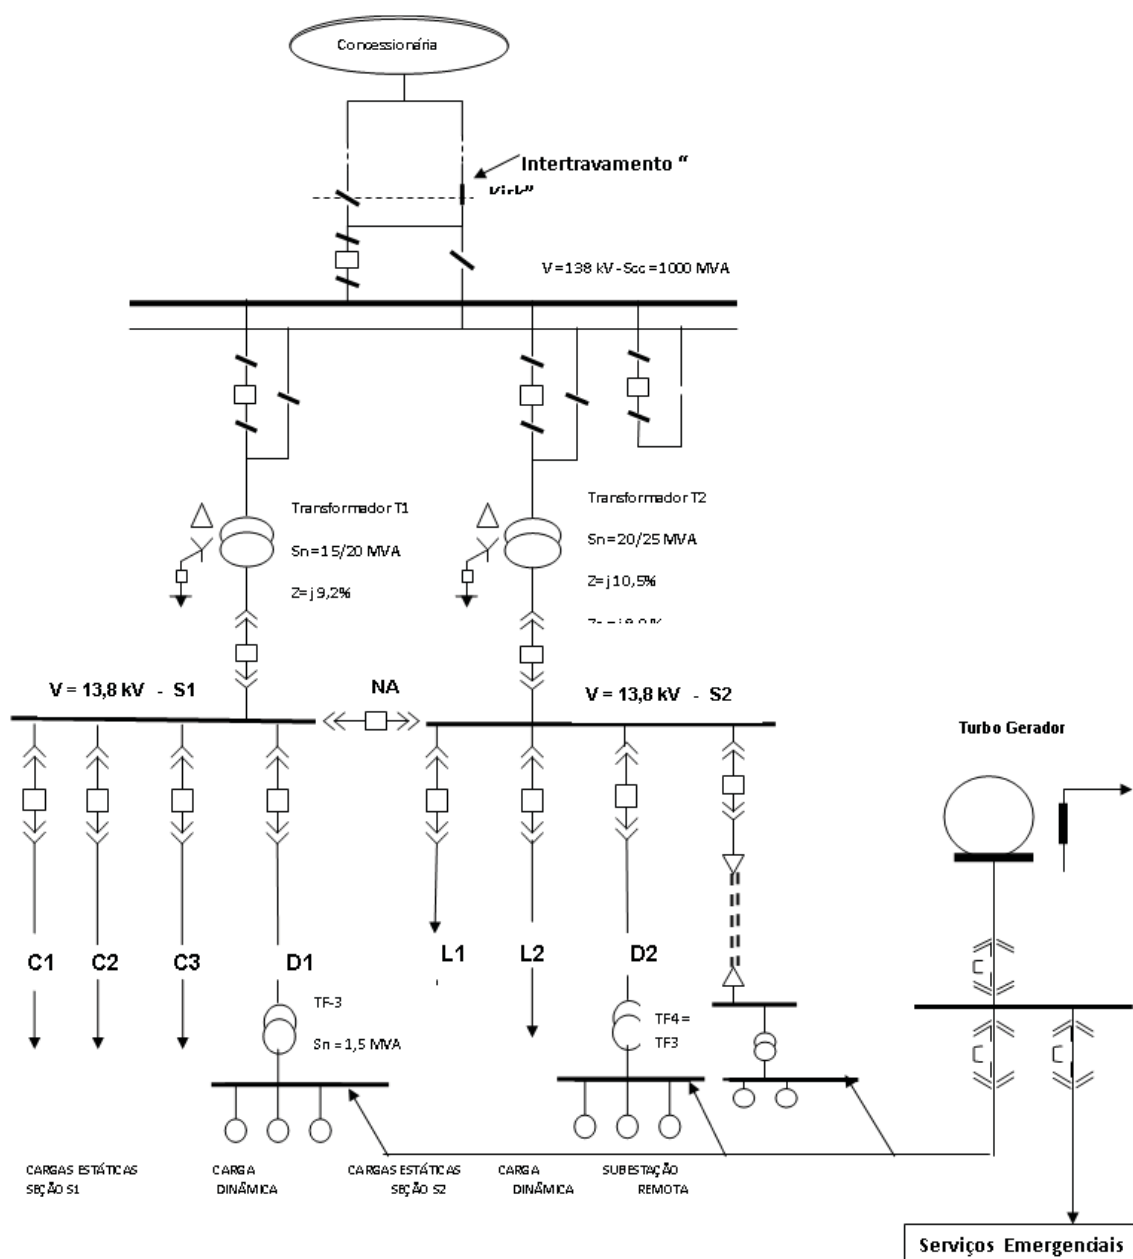 Concessionária
Intertravamento “
Kirk”
V = 138 kV - Scc = 1000 MVA
Transformador T1
Sn = 15/20 MVA
Z= j 9,2%
Transformador T2
Sn = 20/25 MVA
Z= j 10,5%
V = 13,8 kV - S1
NA
V = 13,8 kV - S2
Turbo Gerador
C1
C2
C3
D1
L1
L2
D2
TF-3
Sn = 1,5 MVA
TF4 =
TF3
CARGAS ESTÁTICAS
SEÇÃO S1
CARGA
DINÂMICA
CARGAS ESTÁTICAS
SEÇÃO S2
CARGA
DINÂMICA
SUBESTAÇÃO
REMOTA
Serviços Emergenciais